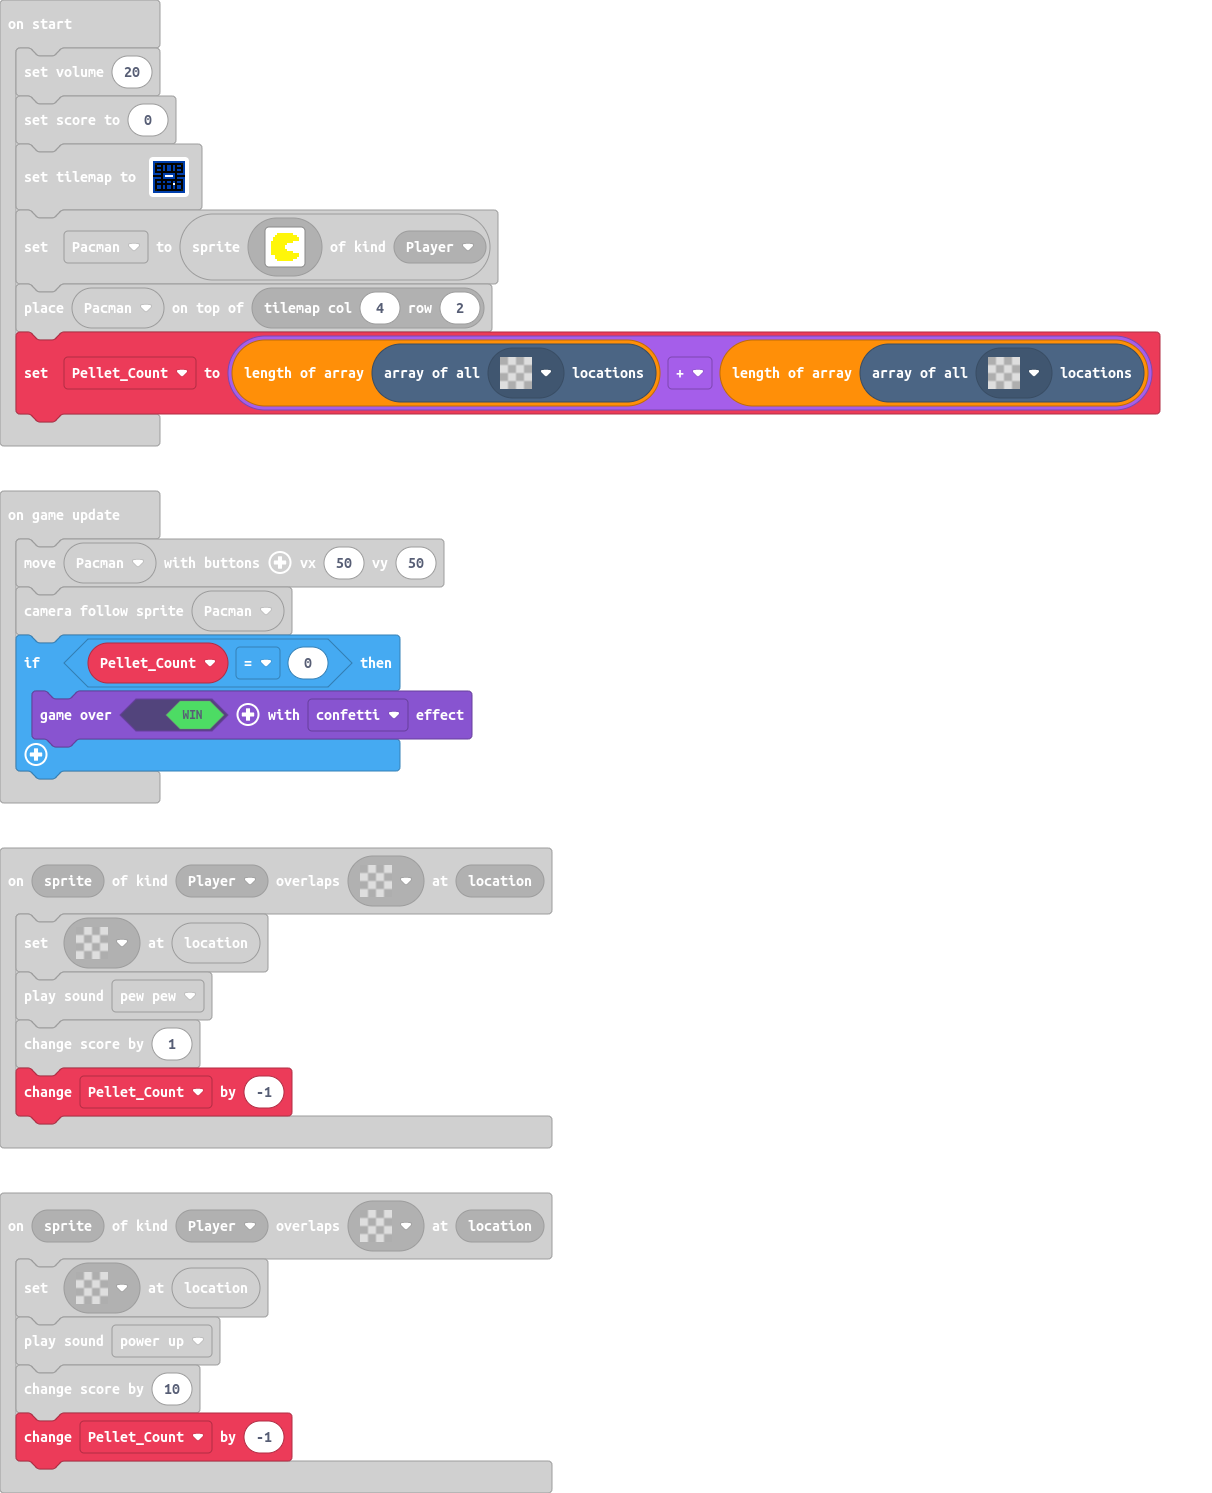 on start
set volume 20
set score to 0
set tilemap to
set Pacman to sprite of kind Player
place Pacman on top of tilemap col 4 row 2
set Pellet_Count to length of array array of all locations + length of array array of all locations
on game update
move Pacman with buttons vx 50 vy 50
camera follow sprite Pacman
if Pellet_Count = 0 then
game over WIN with confetti effect
on sprite of kind Player overlaps at location
set at location
play sound pew pew
change score by 1
change Pellet_Count by -1
on sprite of kind Player overlaps at location
set at location
play sound power up
change score by 10
change Pellet_Count by -1